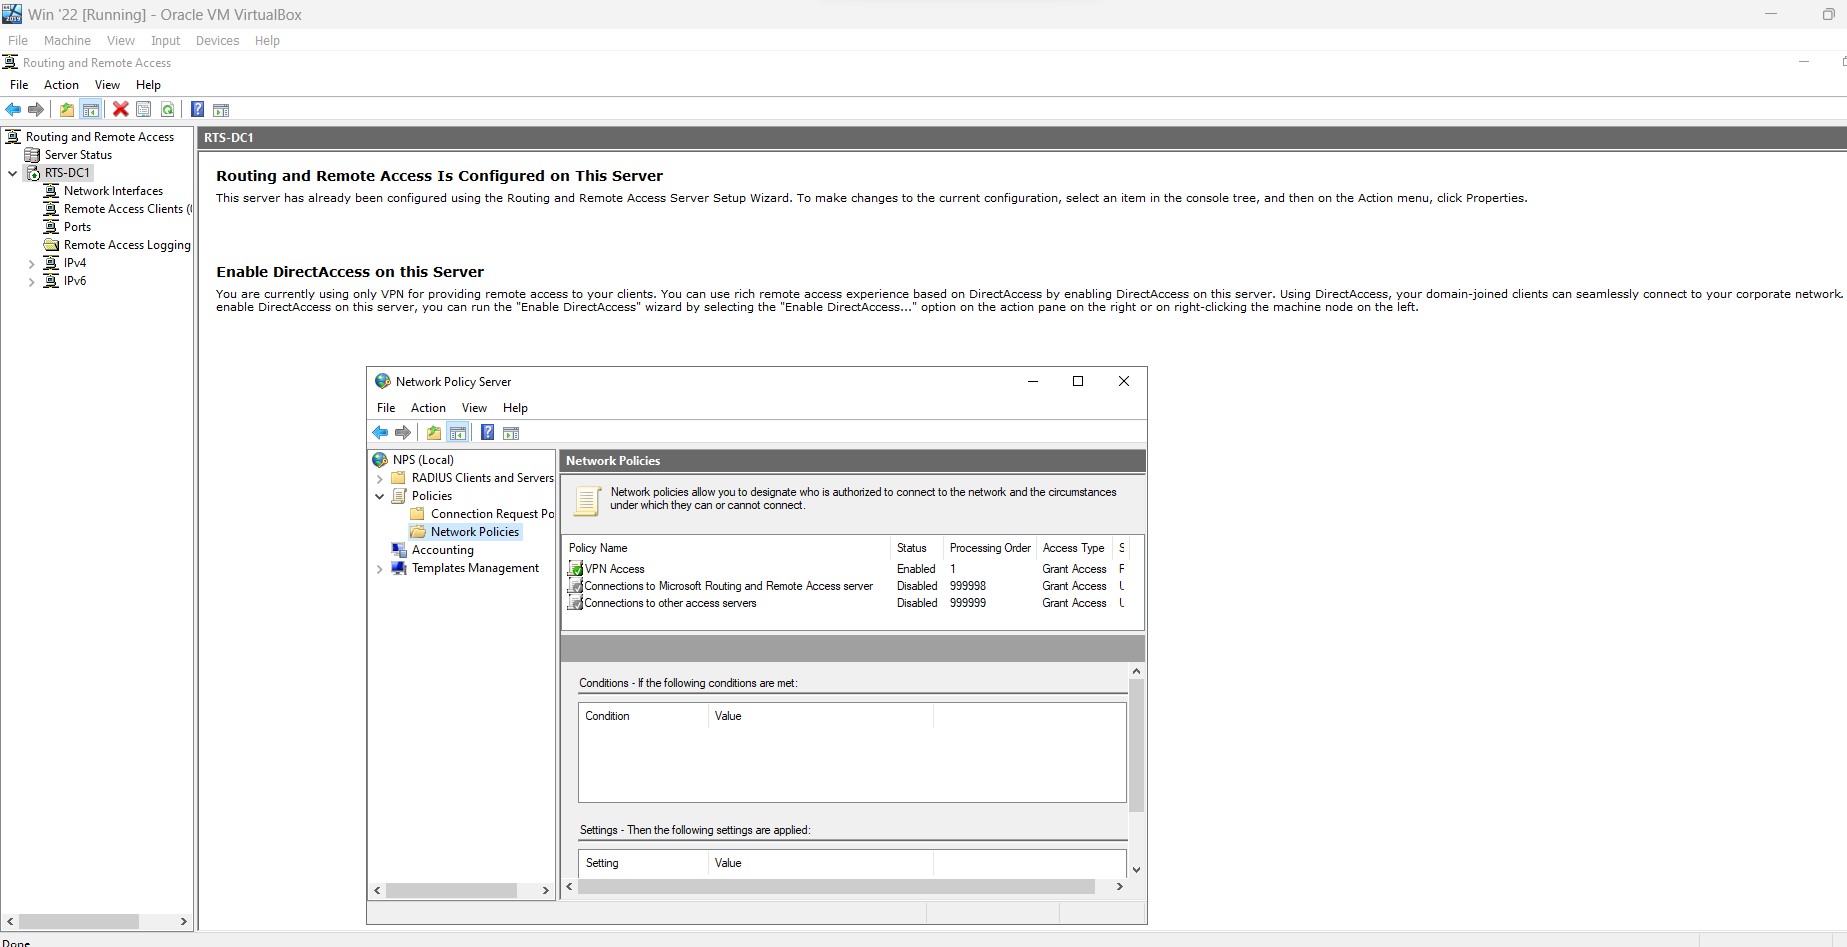 Win '22 [Running] - Oracle VM VirtualBox
File Machine View Input Devices Help
Routing and Remote Access
File Action View Help
Routing and Remote Access
Server Status
RTS-DC1
Network Interfaces
Remote Access Clients (
Ports
Remote Access Logging
IPv4
IPv6
RTS-DC1
Routing and Remote Access Is Configured on This Server
This server has already been configured using the Routing and Remote Access Server Setup Wizard. To make changes to the current configuration, select an item in the console tree, and then on the Action menu, click Properties.
Enable DirectAccess on this Server
You are currently using only VPN for providing remote access to your clients. You can use rich remote access experience based on DirectAccess by enabling DirectAccess on this server. Using DirectAccess, your domain-joined clients can seamlessly connect to your corporate network.
enable DirectAccess on this server, you can run the "Enable DirectAccess" wizard by selecting the "Enable DirectAccess..." option on the action pane on the right or on right-clicking the machine node on the left.
Network Policy Server
File Action View Help
NPS (Local)
RADIUS Clients and Servers
Policies
Connection Request Po
Network Policies
Accounting
Templates Management
Network Policies
Network policies allow you to designate who is authorized to connect to the network and the circumstances
under which they can or cannot connect.
Policy Name Status Processing Order Access Type S
VPN Access Enabled 1 Grant Access
Connections to Microsoft Routing and Remote Access server Disabled 999998 Grant Access
Connections to other access servers Disabled 999999 Grant Access
Conditions - If the following conditions are met:
Condition Value
Settings - Then the following settings are applied:
Setting Value
Done